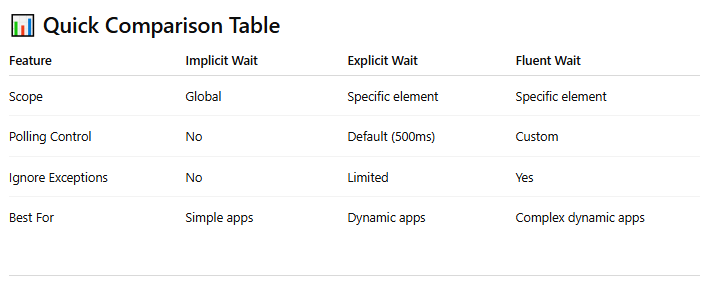 📊 Quick Comparison Table
Feature Implicit Wait Explicit Wait Fluent Wait
Scope Global Specific element Specific element
Polling Control No Default (500ms) Custom
Ignore Exceptions No Limited Yes
Best For Simple apps Dynamic apps Complex dynamic apps